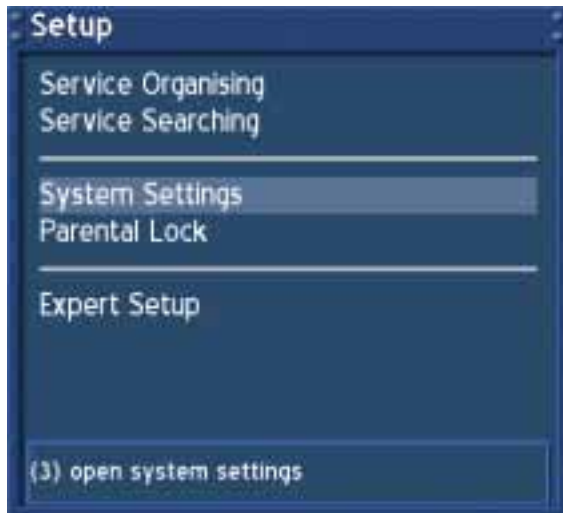 Setup
Service Organising
Service Searching
System Settings
Parental Lock
Expert Setup
(3) open system settings